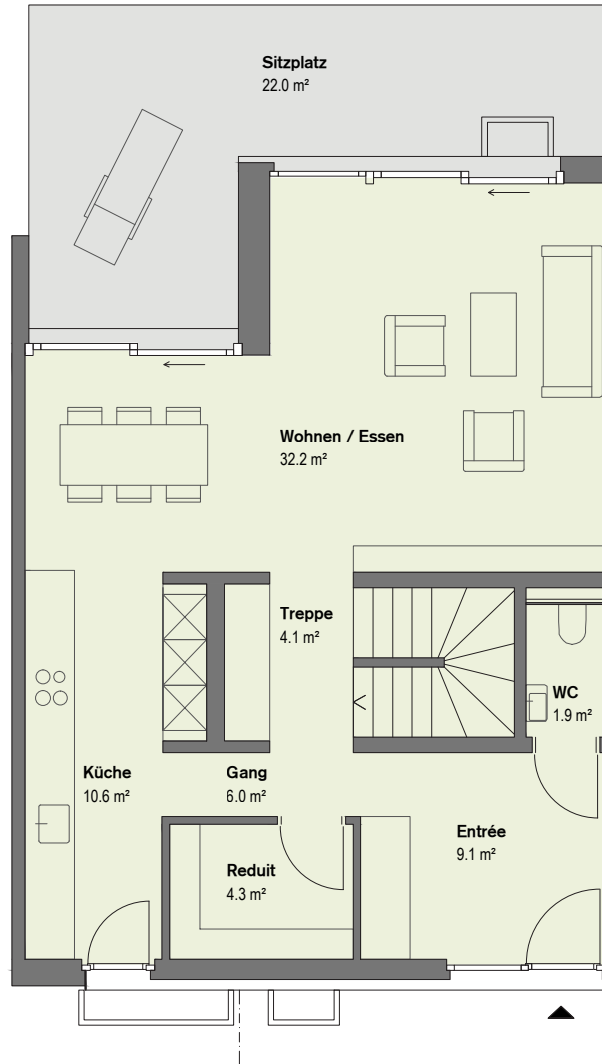 Sitzplatz
22.0 m²
Wohnen / Essen
32.2 m²
Treppe
4.1 m²
WC
1.9 m²
Küche
10.6 m²
Gang
6.0 m²
Entrée
9.1 m²
Reduit
4.3 m²